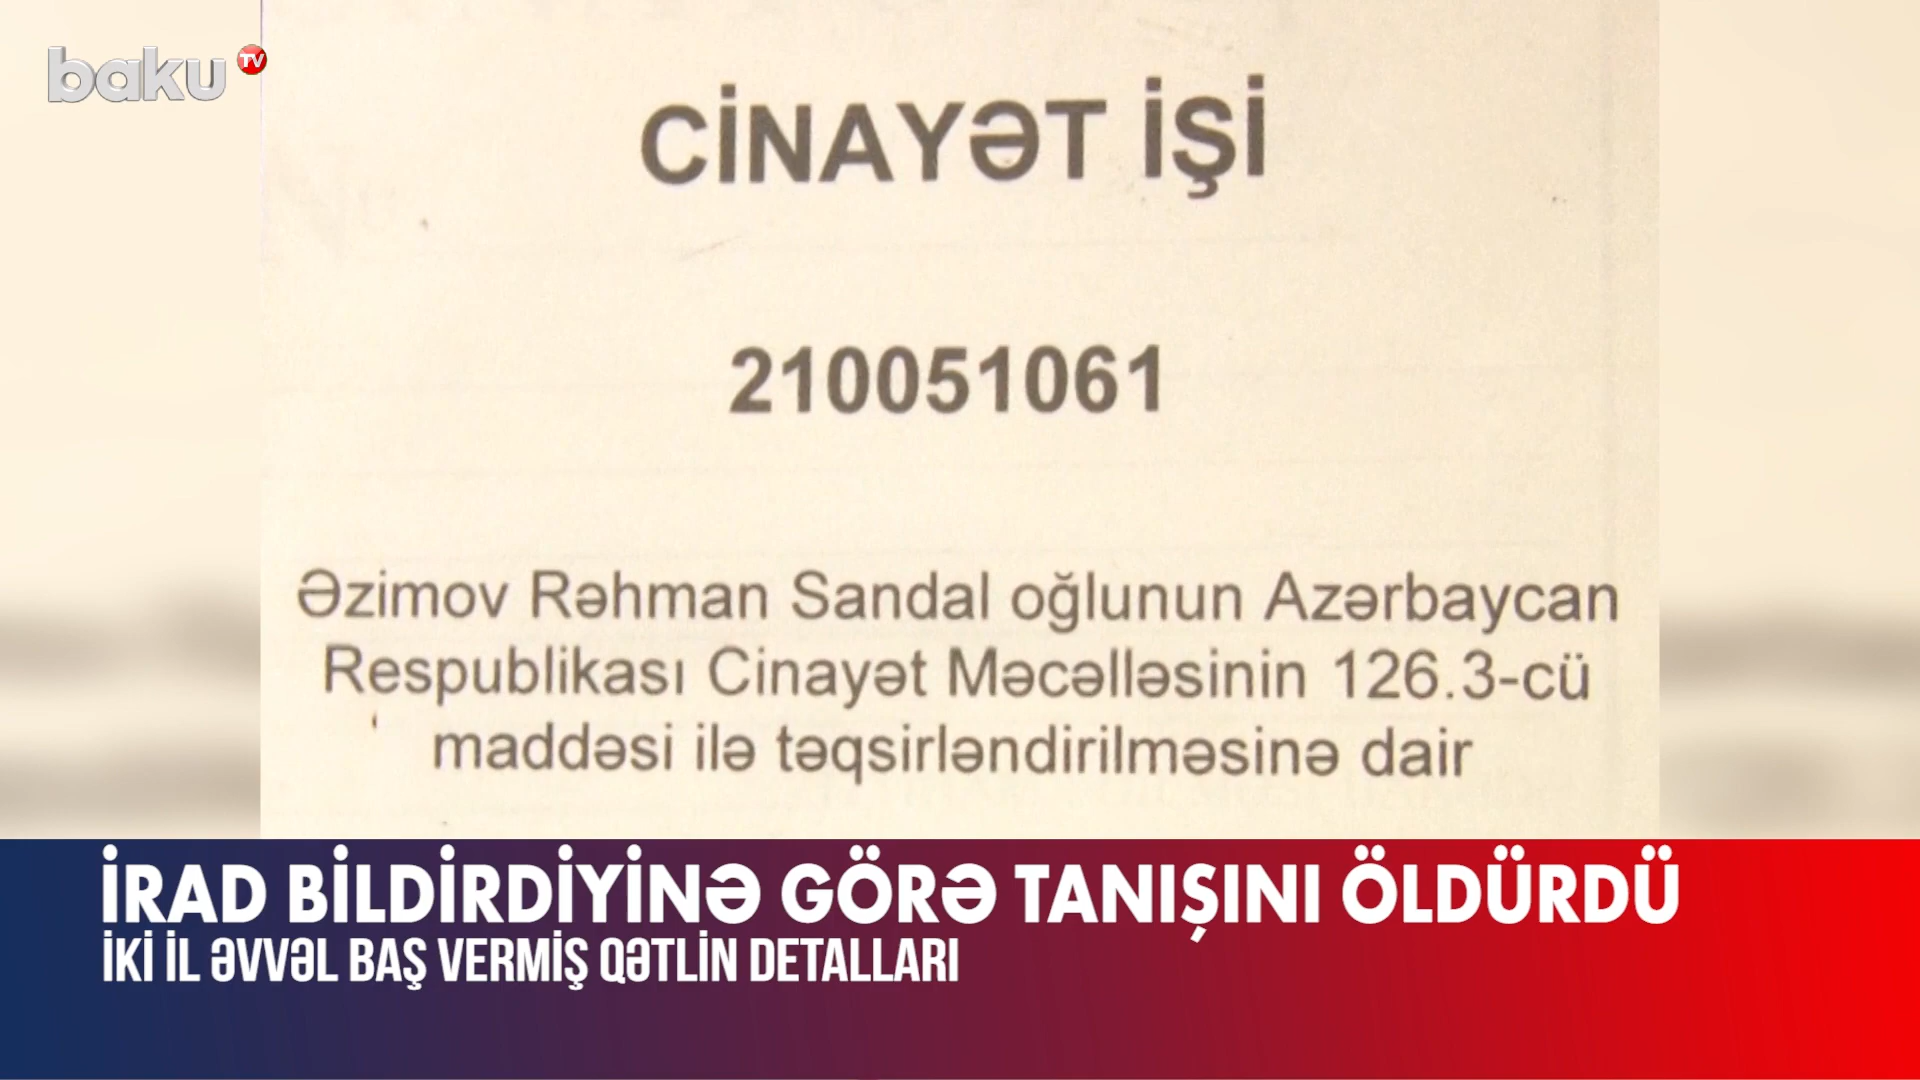 baku TV
CİNAYƏT İŞİ
210051061
Əzimov Rəhman Sandal oğlunun Azərbaycan
Respublikası Cinayət Məcəlləsinin 126.3-cü
maddəsi ilə təqsirləndirilməsinə dair
İRAD BİLDİRDİYİNƏ GÖRƏ TANIŞINI ÖLDÜRDÜ
İKİ İL ƏVVƏL BAŞ VERMİŞ QƏTLİN DETALLARI